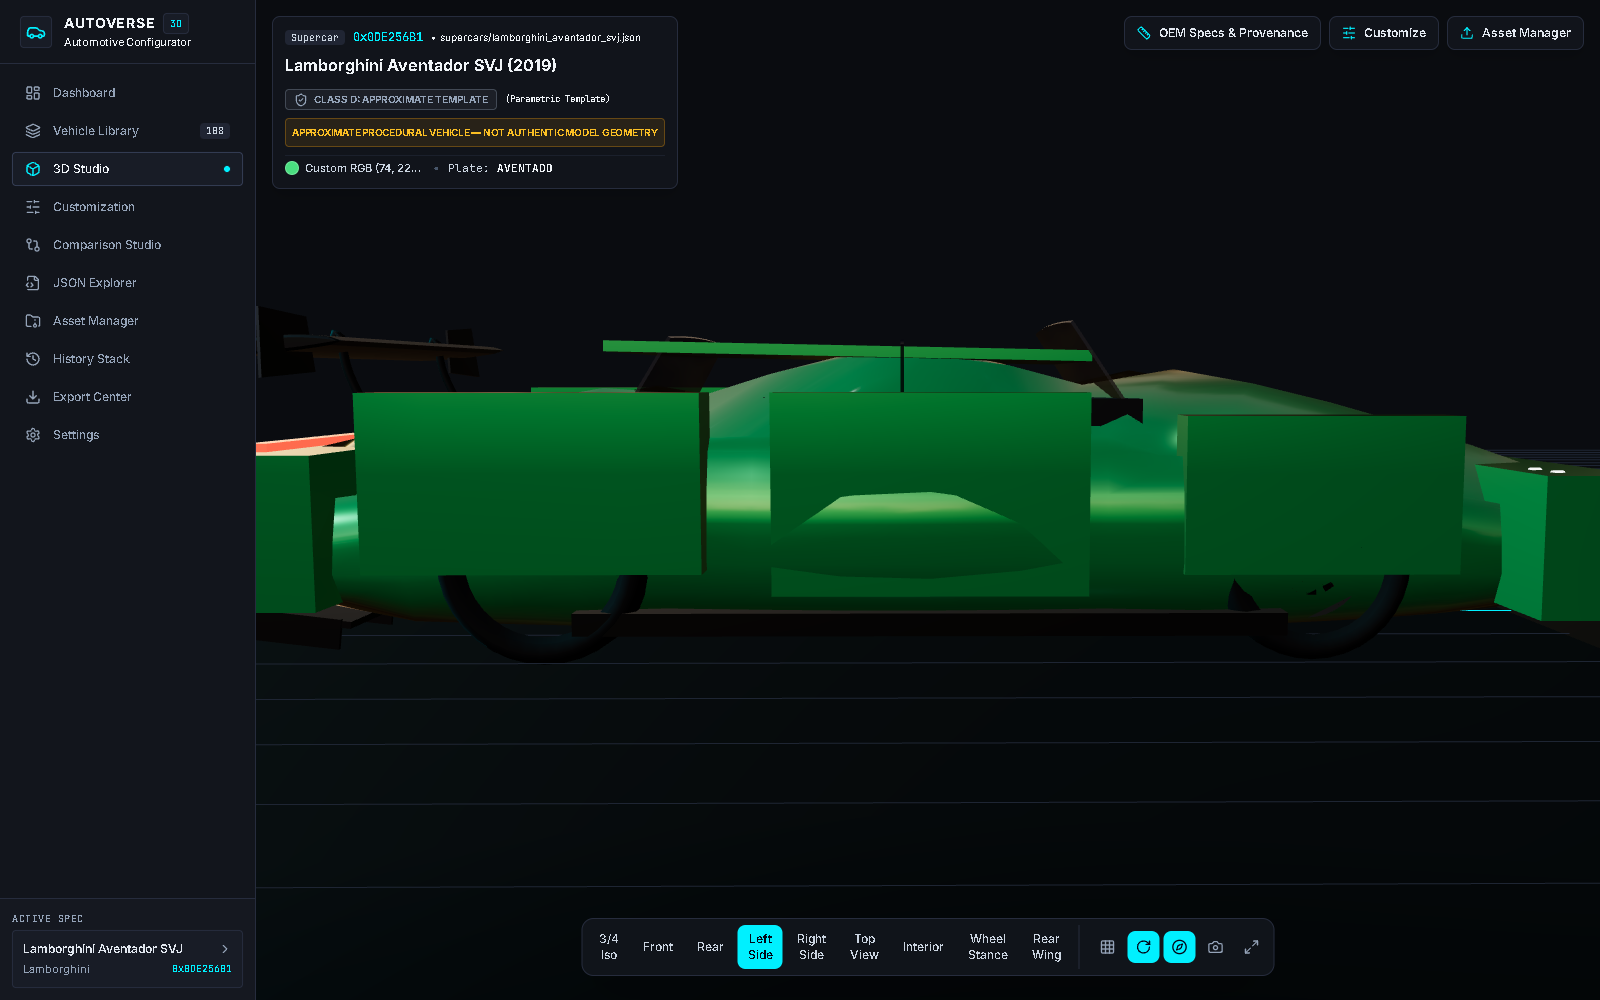 AUTOVERSE 3D
Automotive Configurator
Dashboard
Vehicle Library 188
3D Studio
Customization
Comparison Studio
JSON Explorer
Asset Manager
History Stack
Export Center
Settings
ACTIVE SPEC
Lamborghini Aventador SVJ
Lamborghini 0x0DE256B1
Supercar 0x0DE256B1 • supercars/lamborghini_aventador_svj.json
Lamborghini Aventador SVJ (2019)
CLASS D: APPROXIMATE TEMPLATE (Parametric Template)
APPROXIMATE PROCEDURAL VEHICLE — NOT AUTHENTIC MODEL GEOMETRY
Custom RGB (74, 22... • Plate: AVENTADO
OEM Specs & Provenance
Customize
Asset Manager
3/4
Iso
Front
Rear
Left
Side
Right
Side
Top
View
Interior
Wheel
Stance
Rear
Wing